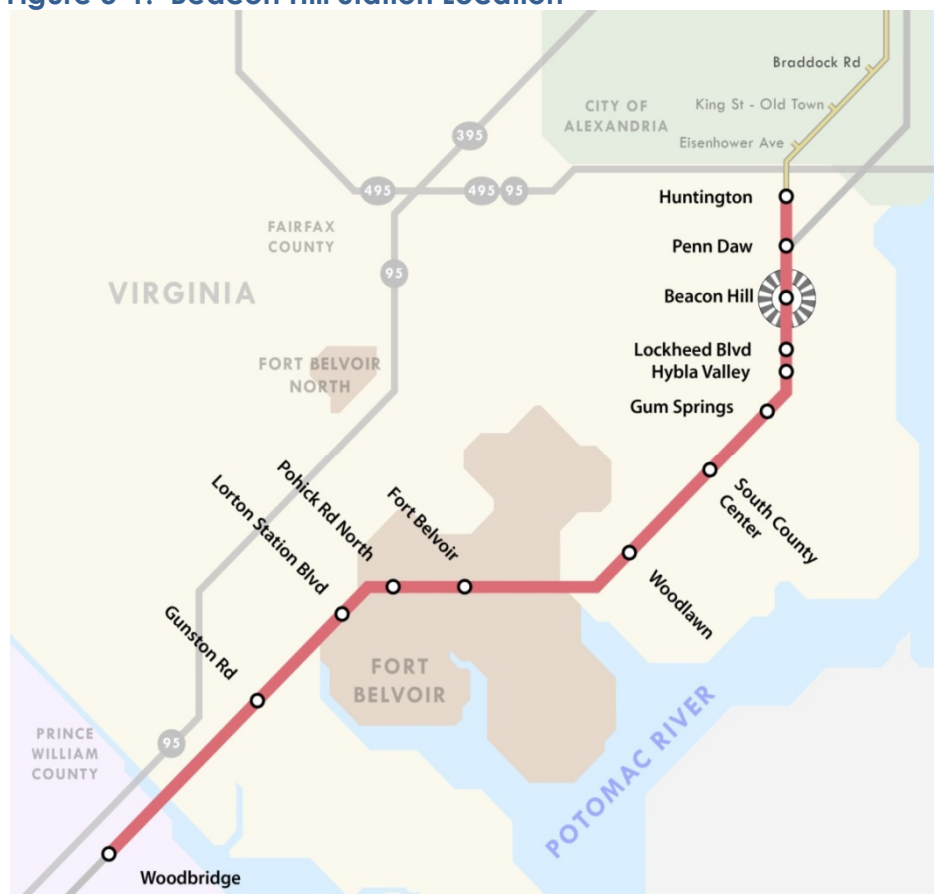 Figure 3-1: Beacon Hill Station Location
Braddock Rd
King St - Old Town
Eisenhower Ave
CITY OF
ALEXANDRIA
395
495
495
95
Huntington
FAIRFAX
COUNTY
Penn Daw
95
VIRGINIA
Beacon Hill
Lockheed Blvd
Hybla Valley
FORT BELVOIR
NORTH
Gum Springs
Pohick Rd North
Fort Belvoir
Lorton Station Blvd
South County
Center
Woodlawn
Gunston Rd
FORT
BELVOIR
POTOMAC RIVER
PRINCE
WILLIAM
COUNTY
95
Woodbridge